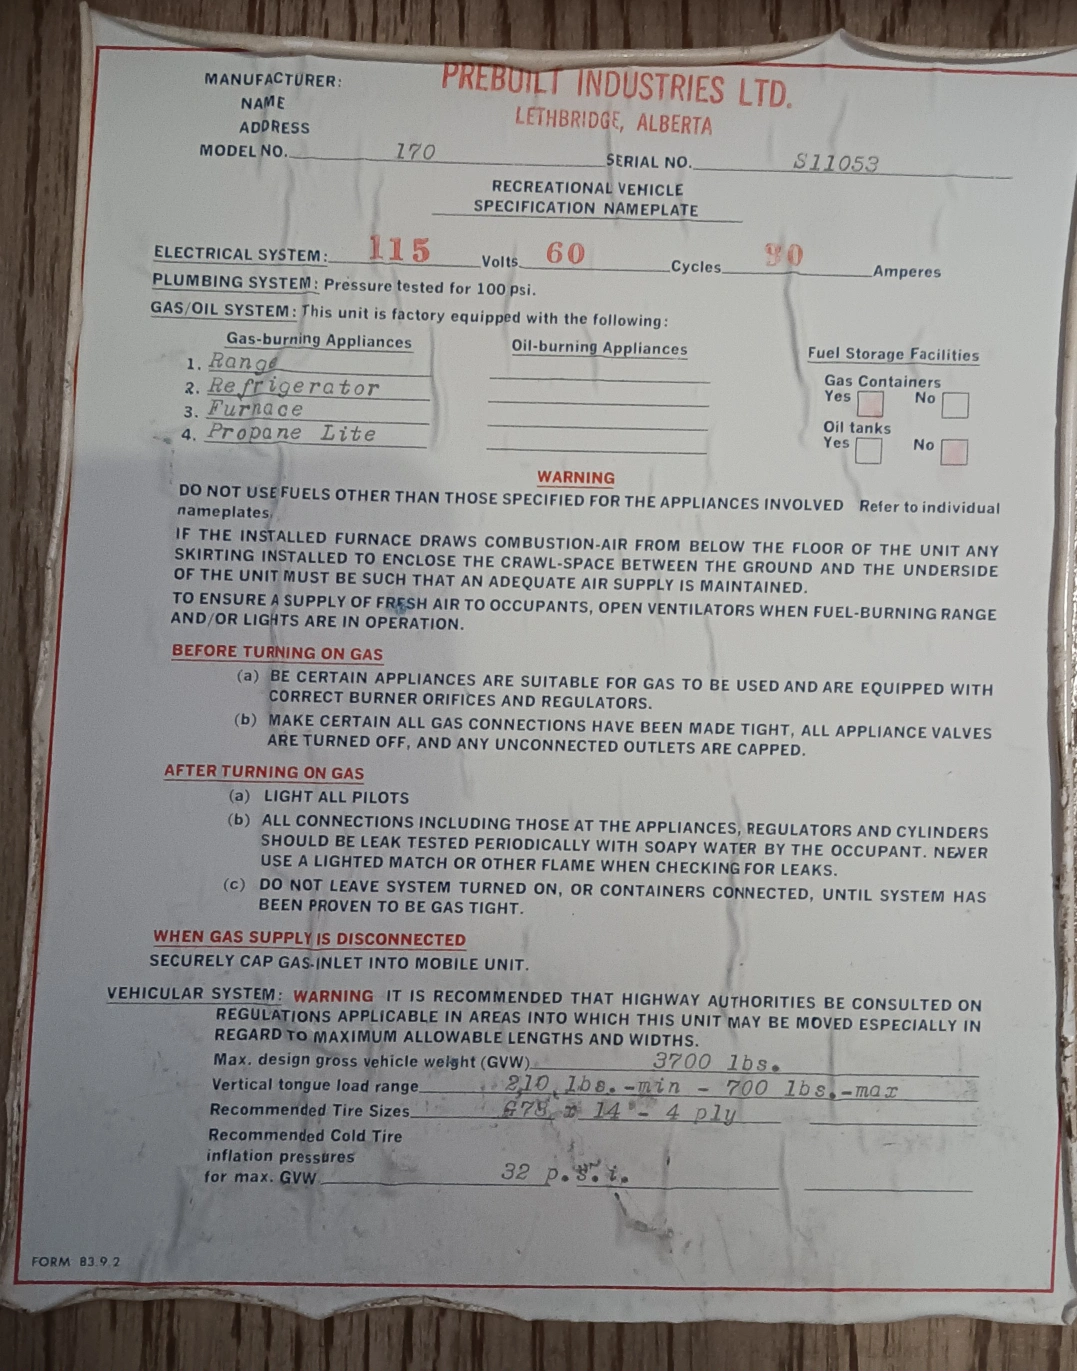 MANUFACTURER:
PREBUILT INDUSTRIES LTD.
NAME
ADDRESS
LETHBRIDGE, ALBERTA
MODEL NO. 170 SERIAL NO. S11053
RECREATIONAL VEHICLE
SPECIFICATION NAMEPLATE
ELECTRICAL SYSTEM: 115 Volts 60 Cycles Amperes
PLUMBING SYSTEM: Pressure tested for 100 psi.
GAS/OIL SYSTEM: This unit is factory equipped with the following:
Gas-burning Appliances Oil-burning Appliances Fuel Storage Facilities
1. Range
2. Refrigerator
3. Furnace
4. Propane Lite
Gas Containers
Yes No
Oil tanks
Yes No
WARNING
DO NOT USE FUELS OTHER THAN THOSE SPECIFIED FOR THE APPLIANCES INVOLVED Refer to individual
nameplates.
IF THE INSTALLED FURNACE DRAWS COMBUSTION-AIR FROM BELOW THE FLOOR OF THE UNIT ANY
SKIRTING INSTALLED TO ENCLOSE THE CRAWL-SPACE BETWEEN THE GROUND AND THE UNDERSIDE
OF THE UNIT MUST BE SUCH THAT AN ADEQUATE AIR SUPPLY IS MAINTAINED.
TO ENSURE A SUPPLY OF FRESH AIR TO OCCUPANTS, OPEN VENTILATORS WHEN FUEL-BURNING RANGE
AND/OR LIGHTS ARE IN OPERATION.
BEFORE TURNING ON GAS
(a) BE CERTAIN APPLIANCES ARE SUITABLE FOR GAS TO BE USED AND ARE EQUIPPED WITH
CORRECT BURNER ORIFICES AND REGULATORS.
(b) MAKE CERTAIN ALL GAS CONNECTIONS HAVE BEEN MADE TIGHT, ALL APPLIANCE VALVES
ARE TURNED OFF, AND ANY UNCONNECTED OUTLETS ARE CAPPED.
AFTER TURNING ON GAS
(a) LIGHT ALL PILOTS
(b) ALL CONNECTIONS INCLUDING THOSE AT THE APPLIANCES, REGULATORS AND CYLINDERS
SHOULD BE LEAK TESTED PERIODICALLY WITH SOAPY WATER BY THE OCCUPANT. NEVER
USE A LIGHTED MATCH OR OTHER FLAME WHEN CHECKING FOR LEAKS.
(c) DO NOT LEAVE SYSTEM TURNED ON, OR CONTAINERS CONNECTED, UNTIL SYSTEM HAS
BEEN PROVEN TO BE GAS TIGHT.
WHEN GAS SUPPLY IS DISCONNECTED
SECURELY CAP GAS-INLET INTO MOBILE UNIT.
VEHICULAR SYSTEM: WARNING IT IS RECOMMENDED THAT HIGHWAY AUTHORITIES BE CONSULTED ON
REGULATIONS APPLICABLE IN AREAS INTO WHICH THIS UNIT MAY BE MOVED ESPECIALLY IN
REGARD TO MAXIMUM ALLOWABLE LENGTHS AND WIDTHS.
Max. design gross vehicle weight (GVW) 3700 lbs.
Vertical tongue load range 210 lbs.-min - 700 lbs.-max
Recommended Tire Sizes x 14 - 4 ply
Recommended Cold Tire
inflation pressures
for max. GVW 32 p.s.i.
FORM 83.9.2